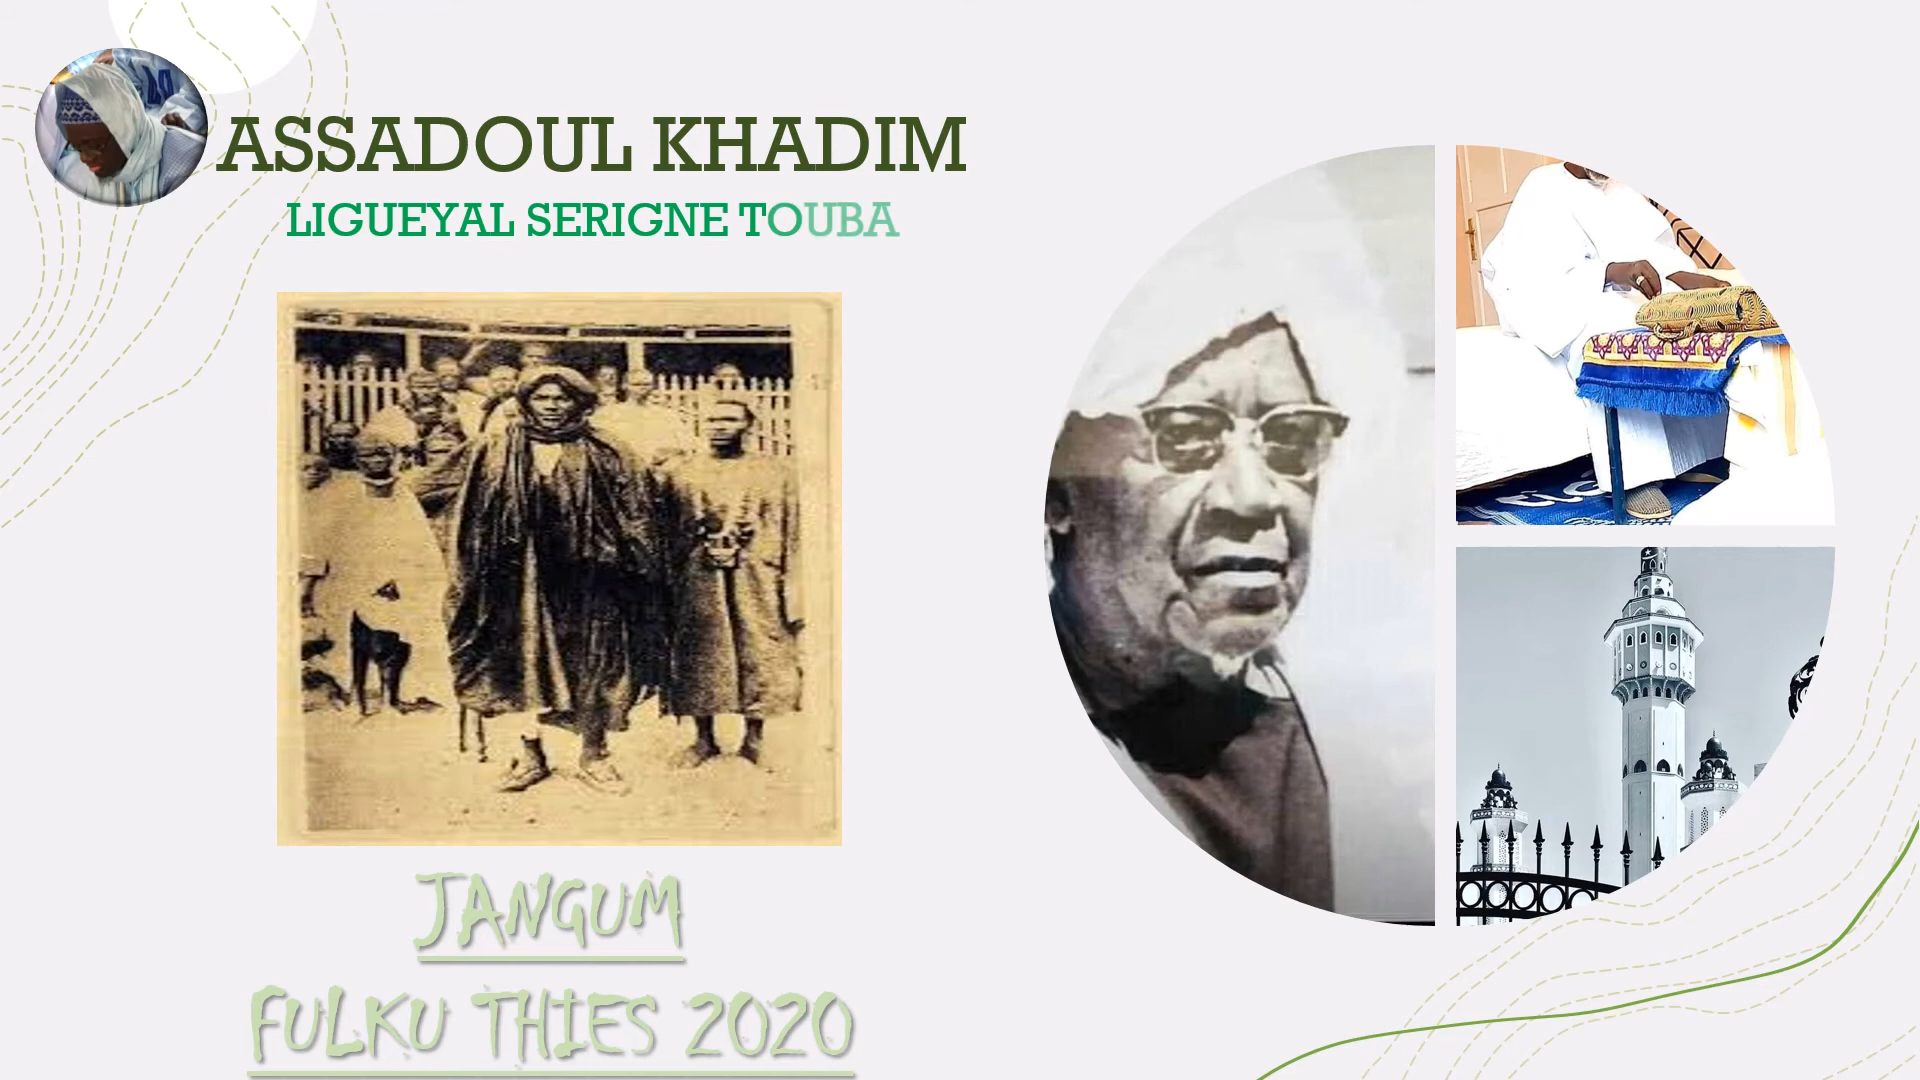 ASSADOUL KHADIM
LIGUEYAL SERIGNE TOUBA
JANGUM
FULKU THIES 2020